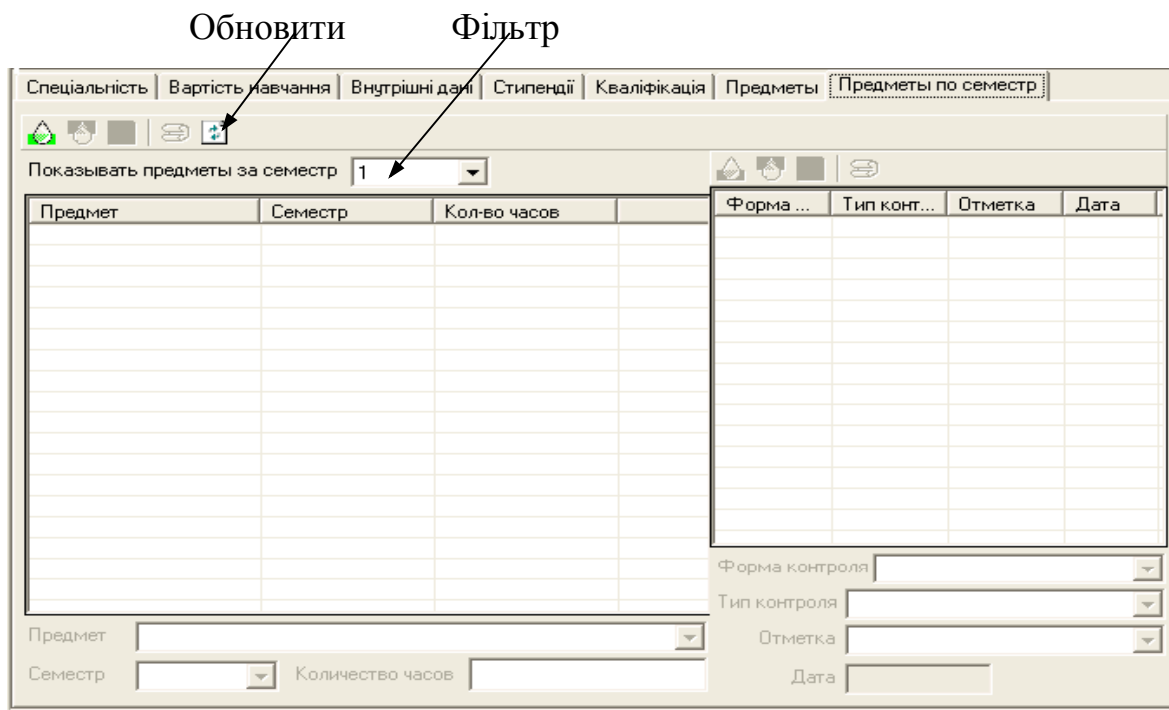 Обновити Фільтр
Спеціальність Вартість навчання Внутрішні дані Стипендії Кваліфікація Предметы Предметы по семестр
Показывать предметы за семестр 1
Предмет Семестр Кол-во часов
Форма ... Тип конт... Отметка Дата
Форма контроля
Тип контроля
Отметка
Дата
Предмет
Семестр Количество часов